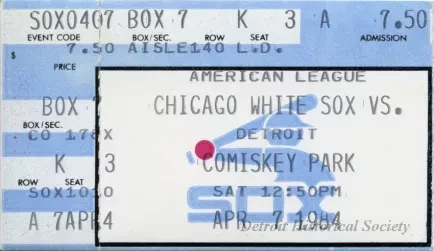 SOX0407 BOX 7 K 3 A 7.50
EVENT CODE BOX/SEC. ROW SEAT ADMISSION
$ 7.50 AISLE140 L.D.
PRICE
AMERICAN LEAGUE
BOX 7 CHICAGO WHITE SOX VS.
BOX/SEC.
DETROIT
K 3 COMISKEY PARK
ROW SEAT
SOX1010 SAT 12:50PM
SOX
A 7APR4 APR 7 1984
Detroit Historical Society